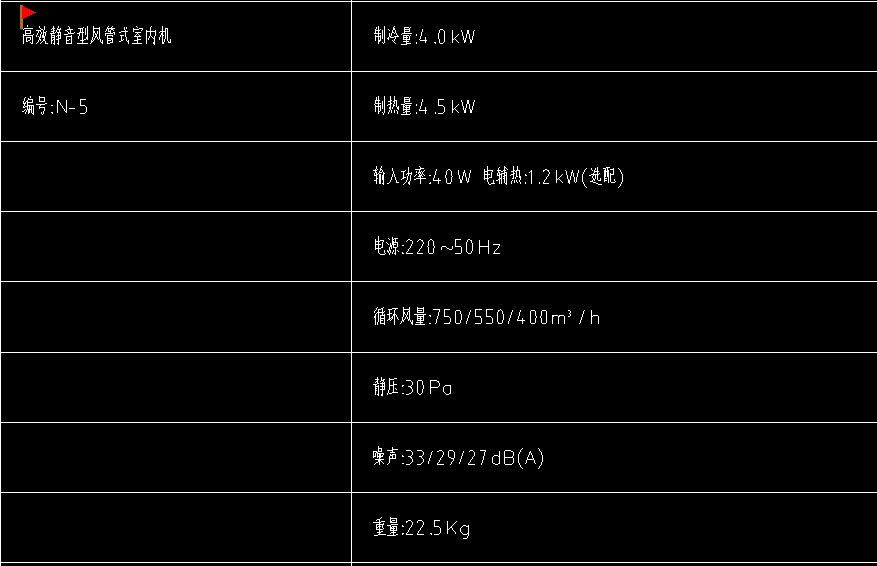 高效静音型风管式室内机 制冷量:4.0kW
编号:N-5 制热量:4.5kW
输入功率:40W 电辅热:1.2kW(选配)
电源:220~50Hz
循环风量:750/550/400m³/h
静压:30Pa
噪声:33/29/27dB(A)
重量:22.5Kg